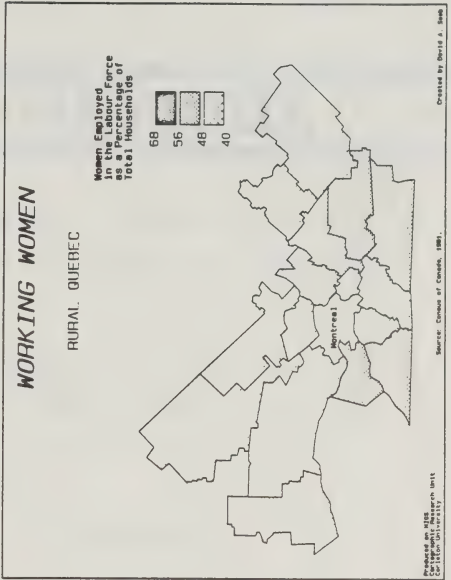 WORKING WOMEN
RURAL QUEBEC
Women Employed
in the Labour Force
as a Percentage of
Total Households
68
56
48
40
Montreal
Produced on MIGS
Cartographic Research Unit
Carleton University
Source: Census of Canada, 1981.
Created by David A. Seeb